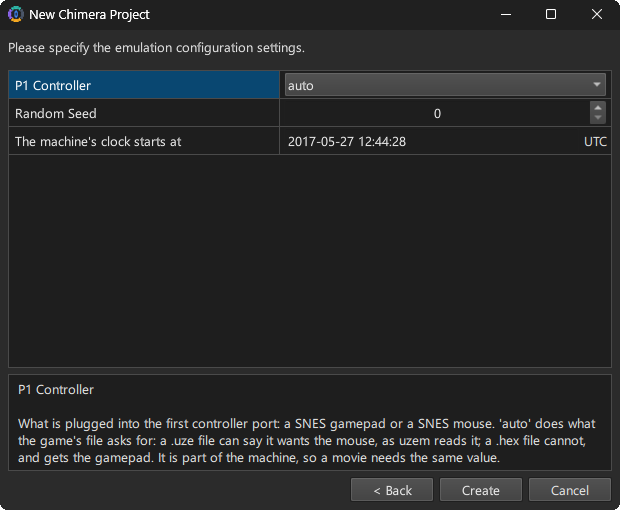 New Chimera Project
Please specify the emulation configuration settings.
P1 Controller
auto
Random Seed
0
The machine's clock starts at
2017-05-27 12:44:28
UTC
P1 Controller
What is plugged into the first controller port: a SNES gamepad or a SNES mouse. 'auto' does what
the game's file asks for: a .uze file can say it wants the mouse, as uzem reads it; a .hex file cannot,
and gets the gamepad. It is part of the machine, so a movie needs the same value.
< Back
Create
Cancel